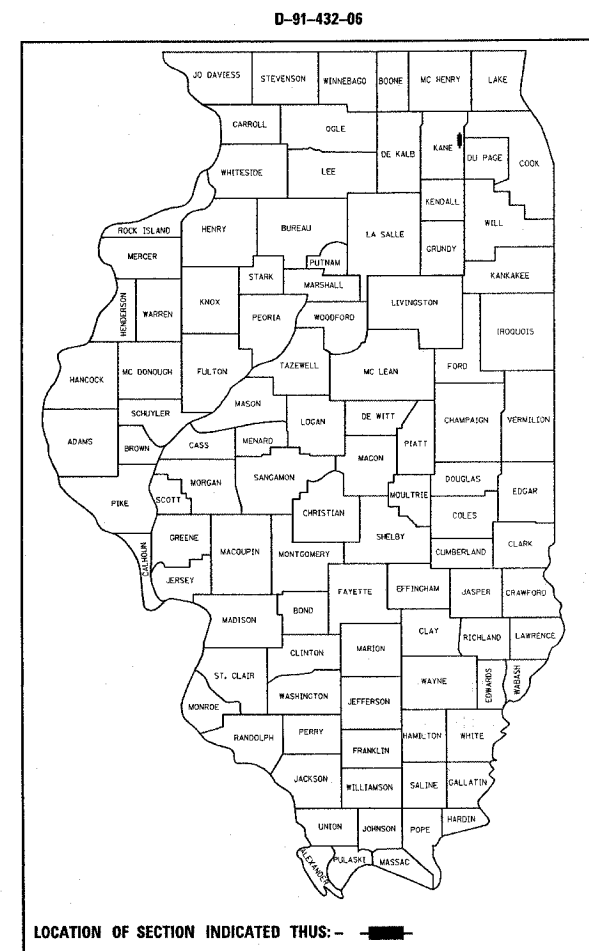 D-91-432-06
JO DAVIESS
STEVENSON
WINNEBAGO
BOONE
MC HENRY
LAKE
CARROLL
OGLE
DE KALB
KANE
DU PAGE
COOK
WHITESIDE
LEE
KENDALL
WILL
ROCK ISLAND
HENRY
BUREAU
LA SALLE
GRUNDY
MERCER
PUTNAM
STARK
MARSHALL
KANKAKEE
HENDERSON
WARREN
KNOX
PEORIA
WOODFORD
LIVINGSTON
IROQUOIS
TAZEWELL
MC LEAN
FORD
HANCOCK
MC DONOUGH
FULTON
MASON
SCHUYLER
LOGAN
DE WITT
CHAMPAIGN
VERMILION
ADAMS
BROWN
CASS
MENARD
MACON
PIATT
SANGAMON
DOUGLAS
EDGAR
PIKE
SCOTT
MORGAN
MOULTRIE
CHRISTIAN
COLES
SHELBY
CALHOUN
GREENE
MACOUPIN
MONTGOMERY
CUMBERLAND
CLARK
JERSEY
FAYETTE
EFFINGHAM
JASPER
CRAWFORD
MADISON
BOND
CLAY
RICHLAND
LAWRENCE
CLINTON
MARION
ST. CLAIR
WAYNE
EDWARDS
WABASH
WASHINGTON
JEFFERSON
MONROE
RANDOLPH
PERRY
HAMILTON
WHITE
FRANKLIN
JACKSON
WILLIAMSON
SALINE
GALLATIN
UNION
JOHNSON
POPE
HARDIN
ALEXANDER
PULASKI
MASSAC
LOCATION OF SECTION INDICATED THUS: -